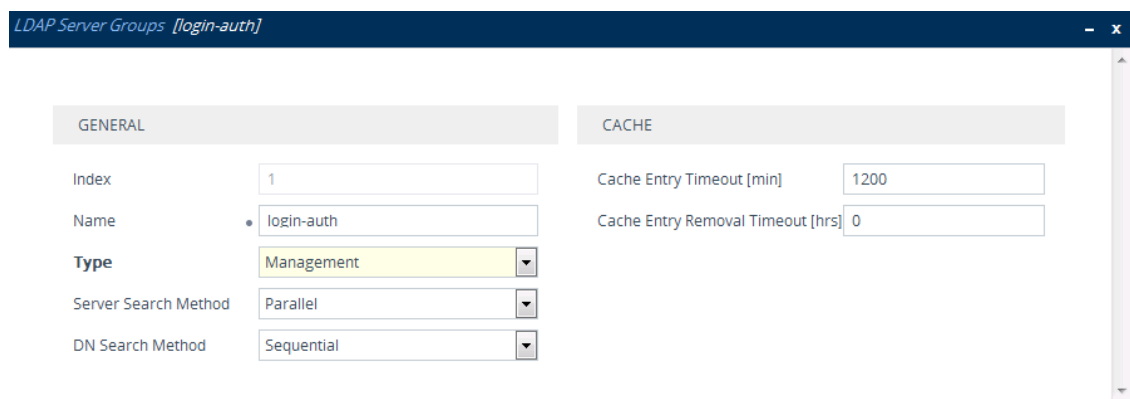 LDAP Server Groups [login-auth]
– x
GENERAL
Index 1
Name login-auth
Type Management
Server Search Method Parallel
DN Search Method Sequential
CACHE
Cache Entry Timeout [min] 1200
Cache Entry Removal Timeout [hrs] 0